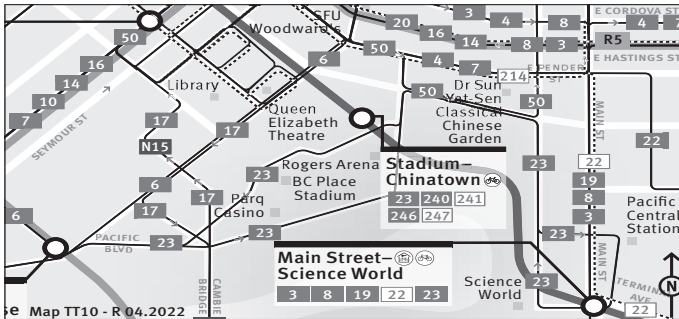 SFU
Woodward's
3
4
8
E CORDOVA ST
4
7
20
16
14
8
3
R5
E HASTINGS ST
50
50
4
7
214
E PENDER
ST
6
16
14
10
7
SEYMOUR ST
Library
Queen
Elizabeth
Theatre
Dr Sun
Yat-Sen
Classical
Chinese
Garden
50
50
MAIN ST
17
17
N15
22
Rogers Arena
BC Place
Stadium
23
Stadium–
Chinatown
23 240 241
246 247
23
22
19
8
3
6
17
17
Parq
Casino
Pacific
Central
Station
6
PACIFIC
BLVD
23
23
23
CAMBIE
BRIDGE
Main Street–
Science World
3 8 19 22 23
Science
World
23
MAIN ST
TERMIN
AVE
22
N
se
Map TT10 - R 04.2022